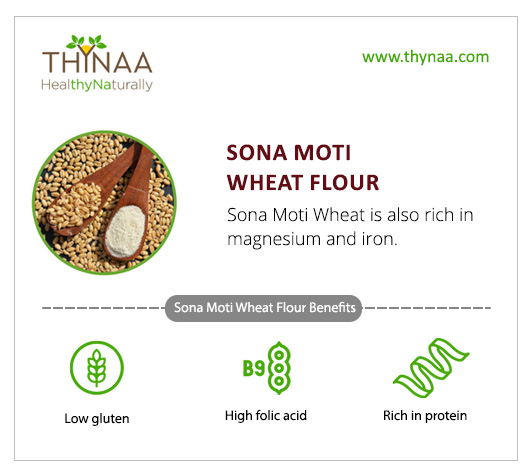 THYNAA
HealthyNaturally
www.thynaa.com
SONA MOTI
WHEAT FLOUR
Sona Moti Wheat is also rich in
magnesium and iron.
Sona Moti Wheat Flour Benefits
B9
Low gluten
High folic acid
Rich in protein